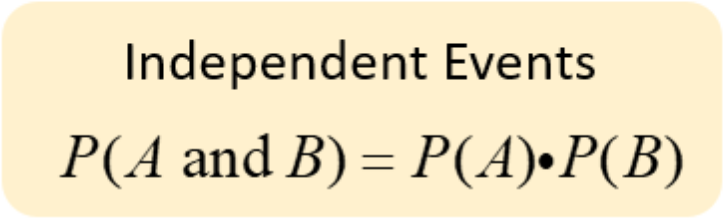 Independent Events
P(A and B) = P(A)•P(B)